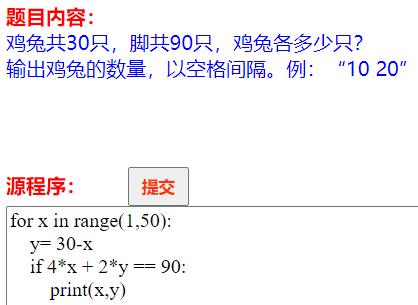 题目内容：
鸡兔共30只，脚共90只，鸡兔各多少只？
输出鸡兔的数量，以空格间隔。例：“10 20”
源程序： 提交
for x in range(1,50):
    y= 30-x
    if 4*x + 2*y == 90:
        print(x,y)